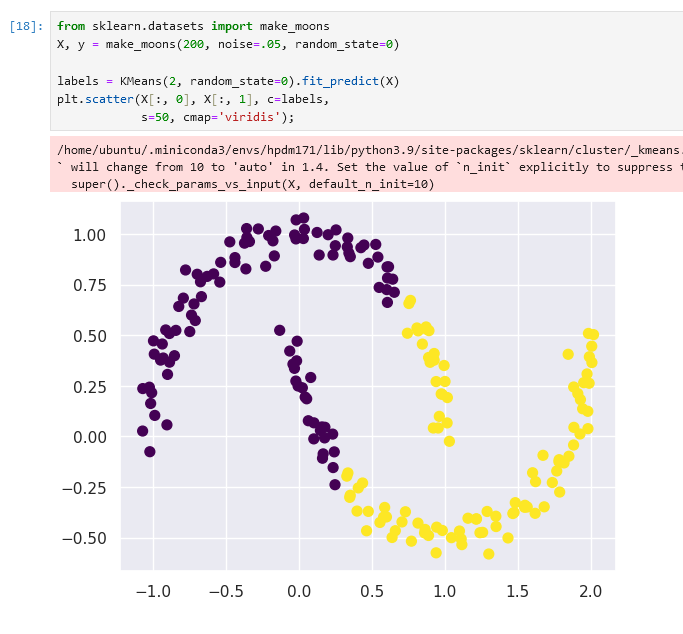 [18]: from sklearn.datasets import make_moons
X, y = make_moons(200, noise=.05, random_state=0)
labels = KMeans(2, random_state=0).fit_predict(X)
plt.scatter(X[:, 0], X[:, 1], c=labels,
s=50, cmap='viridis');
/home/ubuntu/.miniconda3/envs/hpdm171/lib/python3.9/site-packages/sklearn/cluster/_kmeans.
` will change from 10 to 'auto' in 1.4. Set the value of `n_init` explicitly to suppress
super()._check_params_vs_input(X, default_n_init=10)
1.00
0.75
0.50
0.25
0.00
−0.25
−0.50
−1.0 −0.5 0.0 0.5 1.0 1.5 2.0